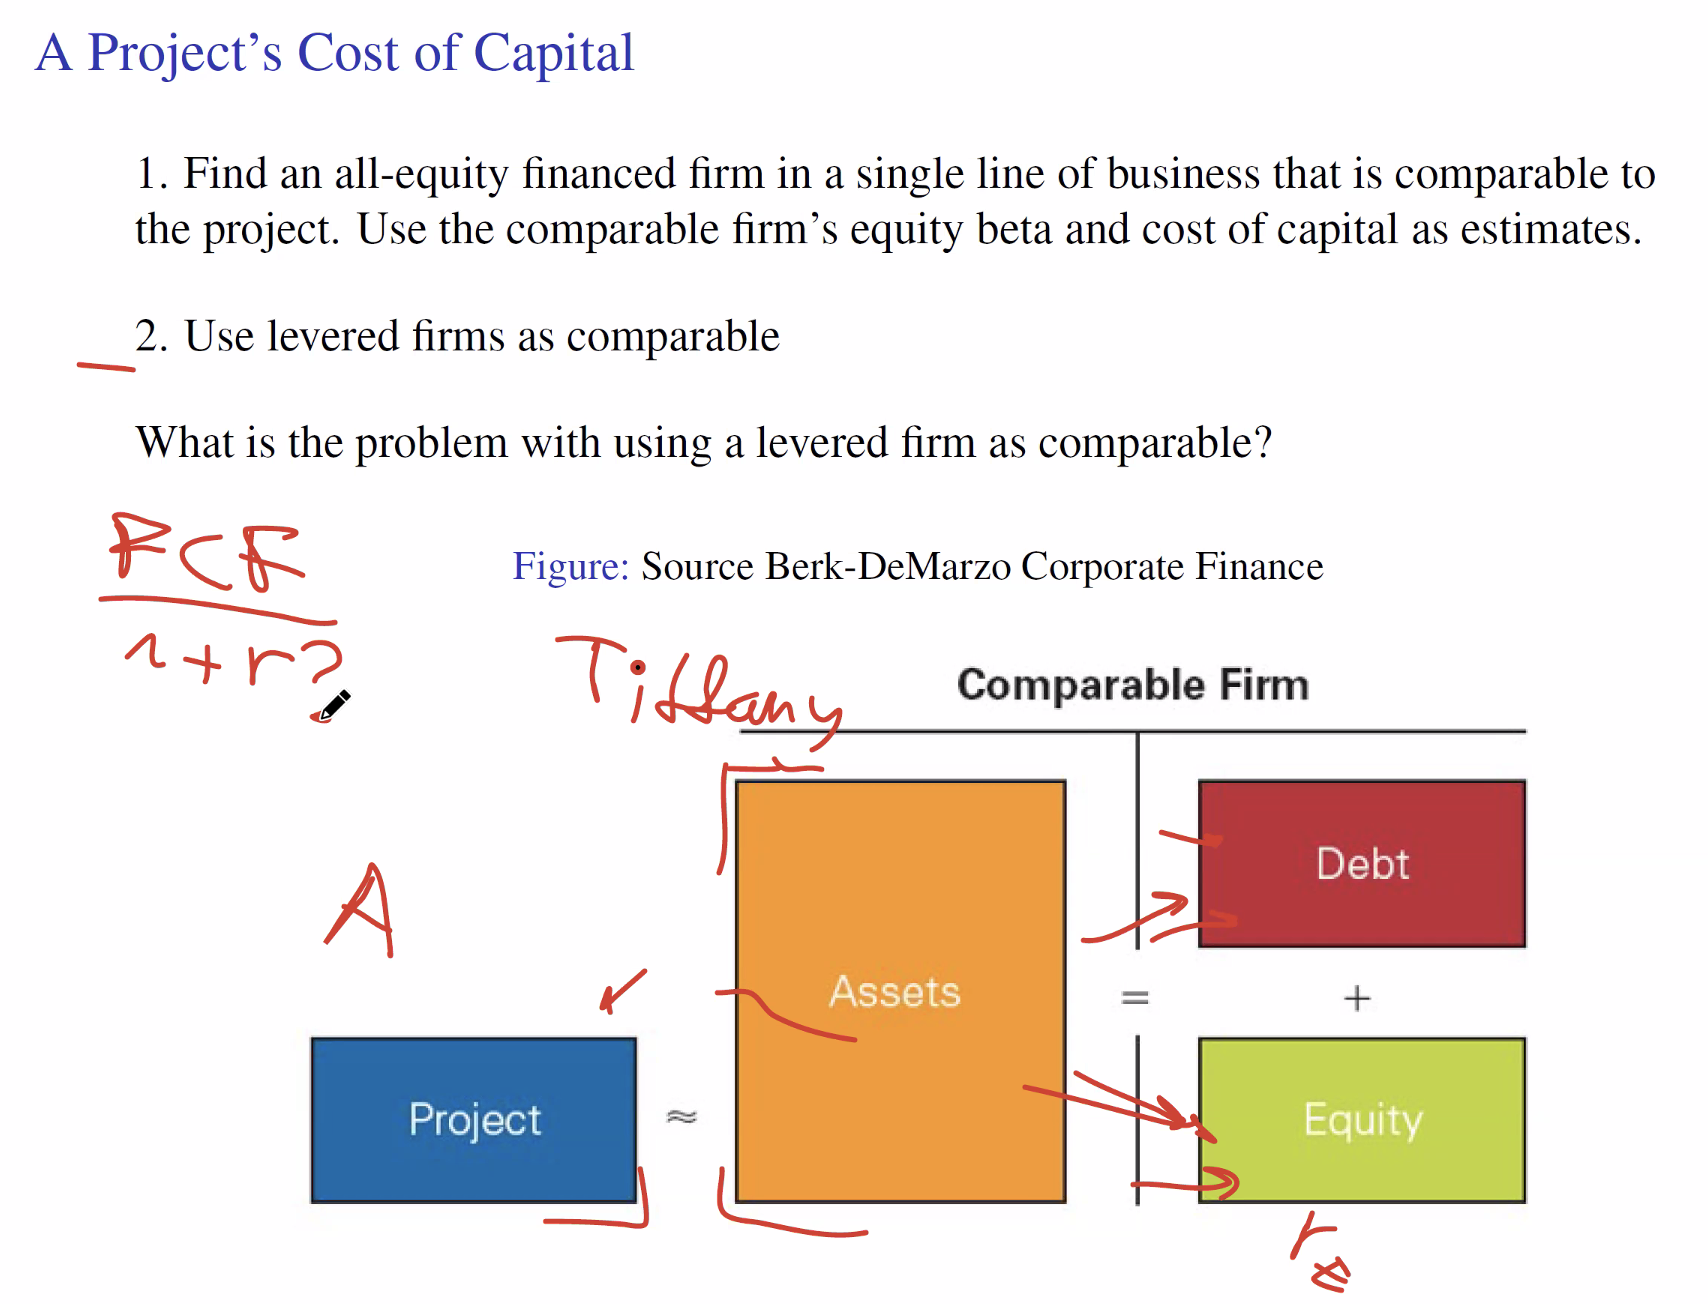 A Project's Cost of Capital
1. Find an all-equity financed firm in a single line of business that is comparable to
the project. Use the comparable firm's equity beta and cost of capital as estimates.
2. Use levered firms as comparable
What is the problem with using a levered firm as comparable?
FCF
1+r?
Figure: Source Berk-DeMarzo Corporate Finance
Tiffany
Comparable Firm
Debt
A
Assets
=
+
Project
≈
Equity
r